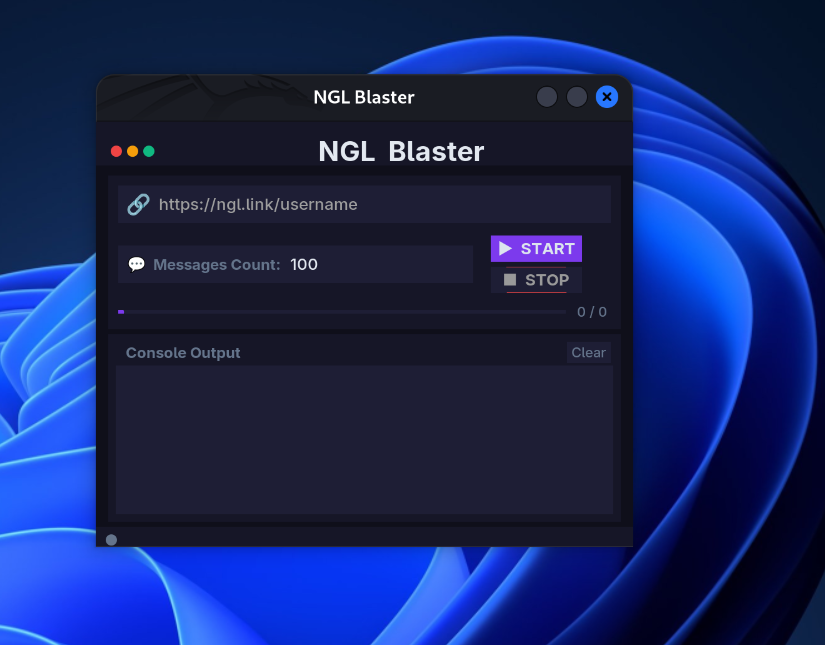 NGL Blaster
NGL Blaster
https://ngl.link/username
Messages Count: 100
START
STOP
0 / 0
Console Output
Clear